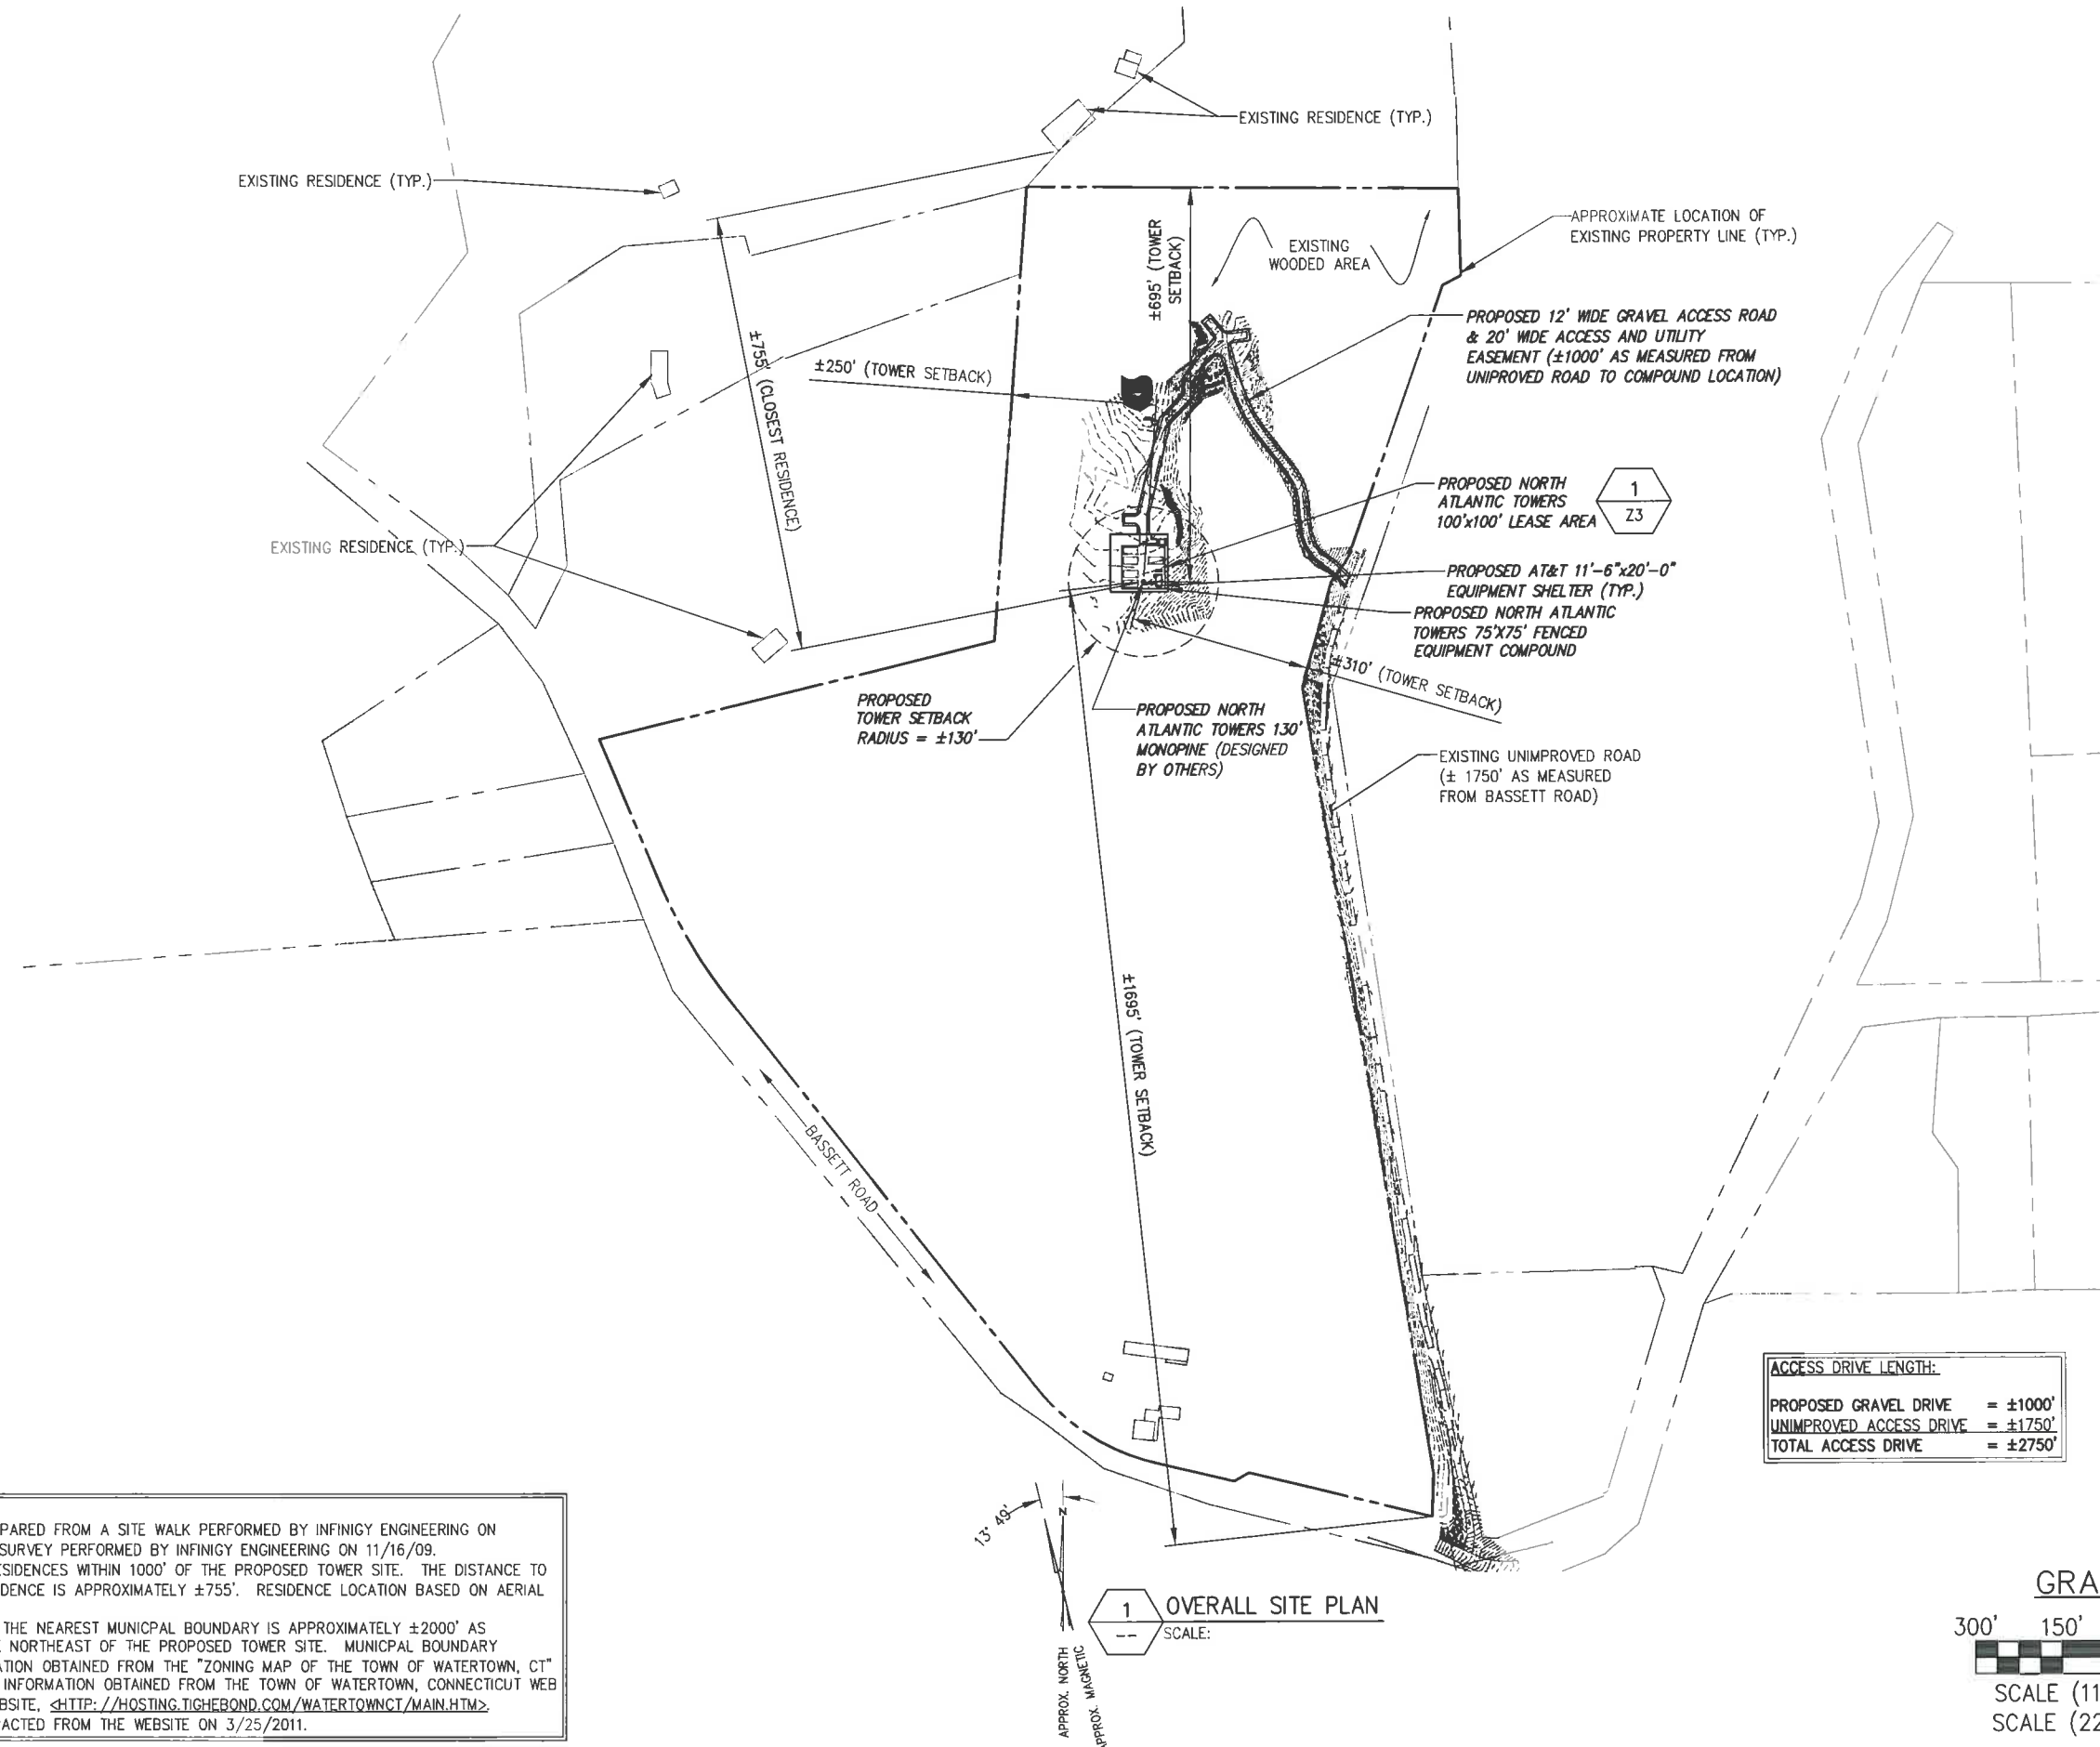 EXISTING RESIDENCE (TYP.)
EXISTING RESIDENCE (TYP.)
APPROXIMATE LOCATION OF
EXISTING PROPERTY LINE (TYP.)
±695' (TOWER
SETBACK)
EXISTING
WOODED AREA
PROPOSED 12' WIDE GRAVEL ACCESS ROAD
& 20' WIDE ACCESS AND UTILITY
EASEMENT (±1000' AS MEASURED FROM
UNIPROVED ROAD TO COMPOUND LOCATION)
±250' (TOWER SETBACK)
±755' (CLOSEST RESIDENCE)
PROPOSED NORTH
ATLANTIC TOWERS
100'x100' LEASE AREA
1
Z3
EXISTING RESIDENCE (TYP.)
PROPOSED AT&T 11'-6"x20'-0"
EQUIPMENT SHELTER (TYP.)
PROPOSED NORTH ATLANTIC
TOWERS 75'X75' FENCED
EQUIPMENT COMPOUND
±310' (TOWER SETBACK)
PROPOSED
TOWER SETBACK
RADIUS = ±130'
PROPOSED NORTH
ATLANTIC TOWERS 130'
MONOPINE (DESIGNED
BY OTHERS)
EXISTING UNIMPROVED ROAD
(± 1750' AS MEASURED
FROM BASSETT ROAD)
±1695' (TOWER SETBACK)
BASSETT ROAD
ACCESS DRIVE LENGTH:
PROPOSED GRAVEL DRIVE = ±1000'
UNIMPROVED ACCESS DRIVE = ±1750'
TOTAL ACCESS DRIVE = ±2750'
PARED FROM A SITE WALK PERFORMED BY INFINIGY ENGINEERING ON
SURVEY PERFORMED BY INFINIGY ENGINEERING ON 11/16/09.
ESIDENCES WITHIN 1000' OF THE PROPOSED TOWER SITE. THE DISTANCE TO
DENCE IS APPROXIMATELY ±755'. RESIDENCE LOCATION BASED ON AERIAL
THE NEAREST MUNICPAL BOUNDARY IS APPROXIMATELY ±2000' AS
NORTHEAST OF THE PROPOSED TOWER SITE. MUNICPAL BOUNDARY
TION OBTAINED FROM THE "ZONING MAP OF THE TOWN OF WATERTOWN, CT"
INFORMATION OBTAINED FROM THE TOWN OF WATERTOWN, CONNECTICUT WEB
BSITE, <HTTP: //HOSTING.TIGHEBOND.COM/WATERTOWNCT/MAIN.HTM>.
ACTED FROM THE WEBSITE ON 3/25/2011.
13° 49'
N
APPROX. NORTH
PPROX. MAGNETIC
1
--
OVERALL SITE PLAN
SCALE:
GRA
300' 150'
SCALE (11
SCALE (22